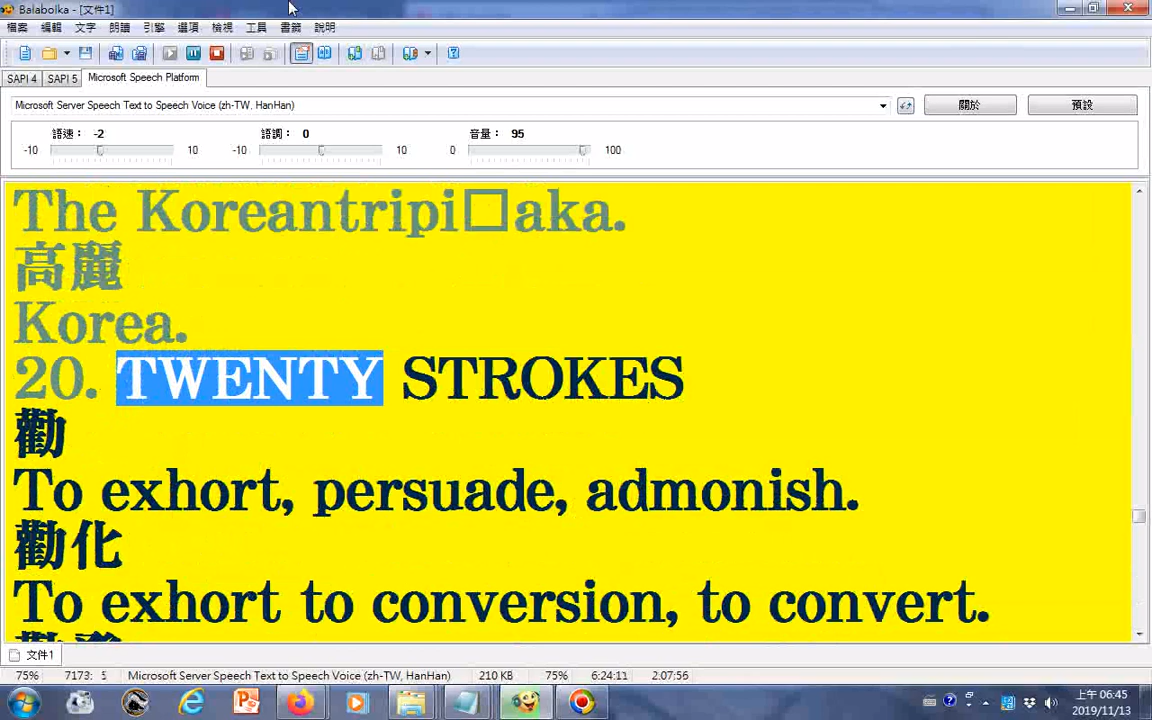 Balabolka - [文件1]
檔案 編輯 文字 朗讀 引擎 選項 檢視 工具 書籤 說明
SAPI 4 SAPI 5 Microsoft Speech Platform
Microsoft Server Speech Text to Speech Voice (zh-TW, HanHan) 關於 預設
語速: -2 語調: 0 音量: 95
-10 10 -10 10 0 100
The Koreantripi□aka.
高麗
Korea.
20. TWENTY STROKES
勸
To exhort, persuade, admonish.
勸化
To exhort to conversion, to convert.
文件1
75% 7173: 5 Microsoft Server Speech Text to Speech Voice (zh-TW, HanHan) 210 KB 75% 6:24:11 2:07:56
上午 06:45
2019/11/13